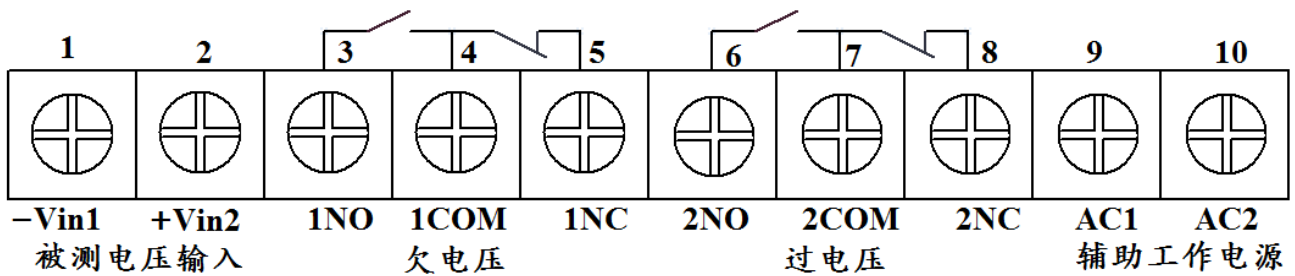 1 2 3 4 5 6 7 8 9 10
−Vin1 +Vin2 1NO 1COM 1NC 2NO 2COM 2NC AC1 AC2
被测电压输入 欠电压 过电压 辅助工作电源